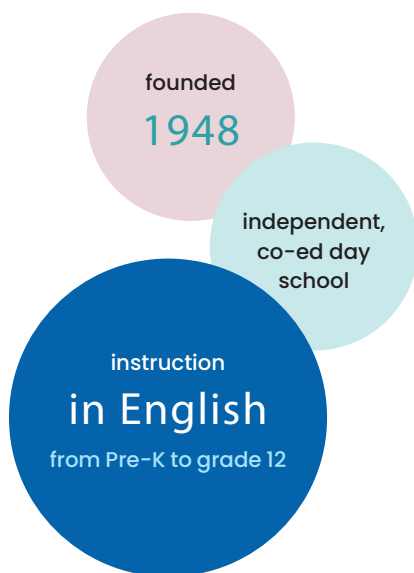 founded
1948
independent,
co-ed day
school
instruction
in English
from Pre-K to grade 12